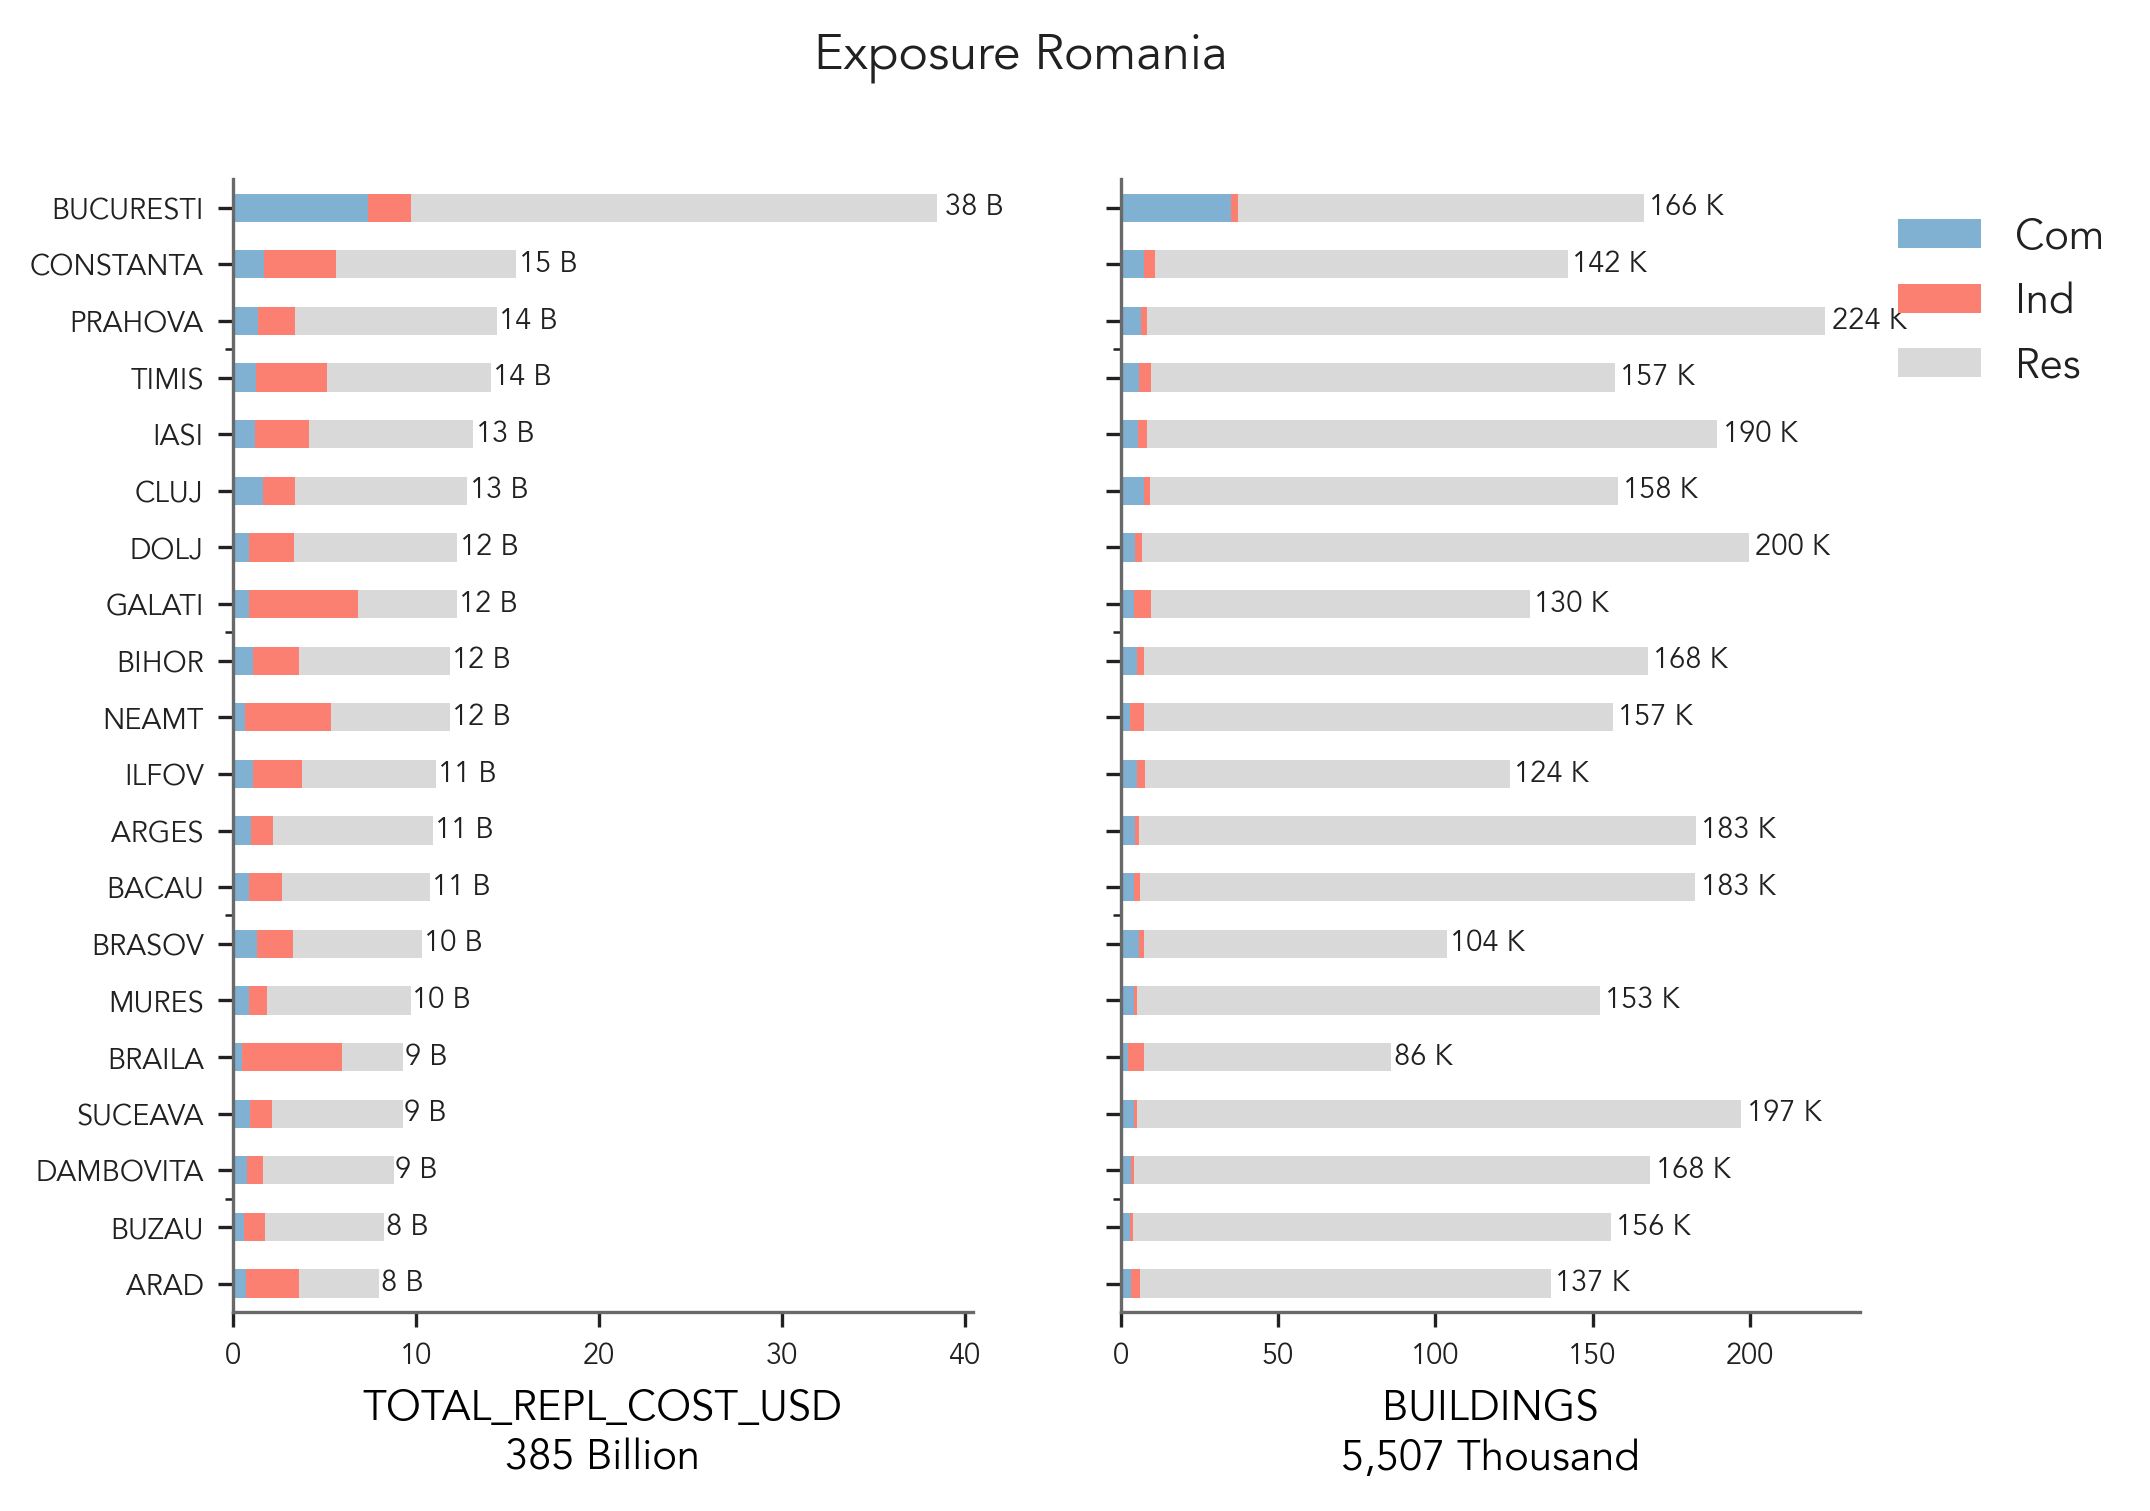 Exposure Romania
BUCURESTI
CONSTANTA
PRAHOVA
TIMIS
IASI
CLUJ
DOLJ
GALATI
BIHOR
NEAMT
ILFOV
ARGES
BACAU
BRASOV
MURES
BRAILA
SUCEAVA
DAMBOVITA
BUZAU
ARAD
38 B
15 B
14 B
14 B
13 B
13 B
12 B
12 B
12 B
12 B
11 B
11 B
11 B
10 B
10 B
9 B
9 B
9 B
8 B
8 B
0 10 20 30 40
TOTAL_REPL_COST_USD
385 Billion
166 K
142 K
224 K
157 K
190 K
158 K
200 K
130 K
168 K
157 K
124 K
183 K
183 K
104 K
153 K
86 K
197 K
168 K
156 K
137 K
0 50 100 150 200
BUILDINGS
5,507 Thousand
Com
Ind
Res